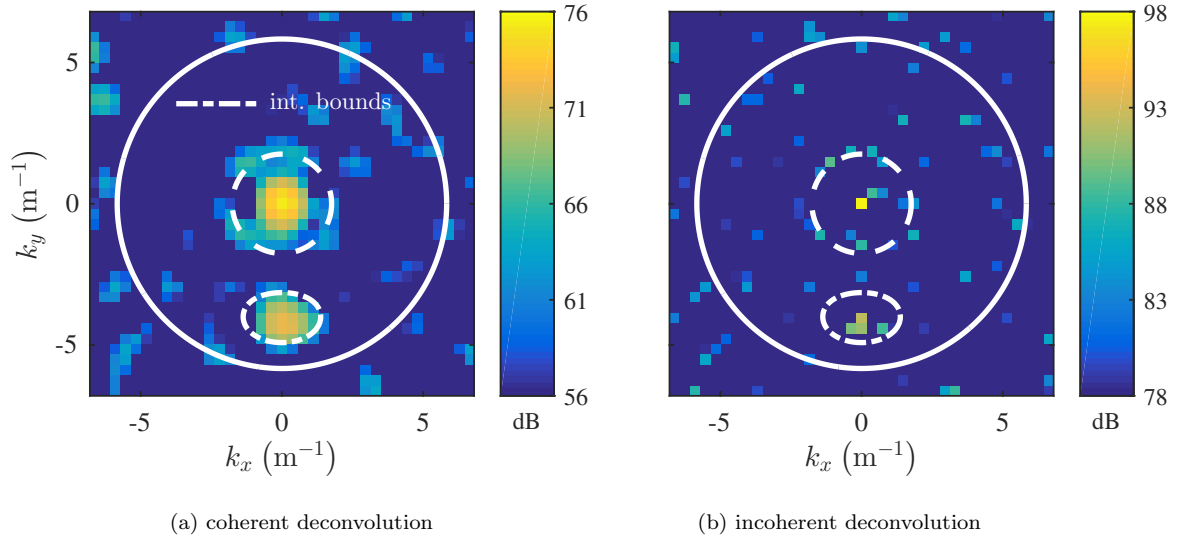 76
71
66
61
56
dB
5
0
-5
-5
0
5
k_y (m⁻¹)
k_x (m⁻¹)
int. bounds
98
93
88
83
78
dB
-5
0
5
k_x (m⁻¹)
(a) coherent deconvolution
(b) incoherent deconvolution